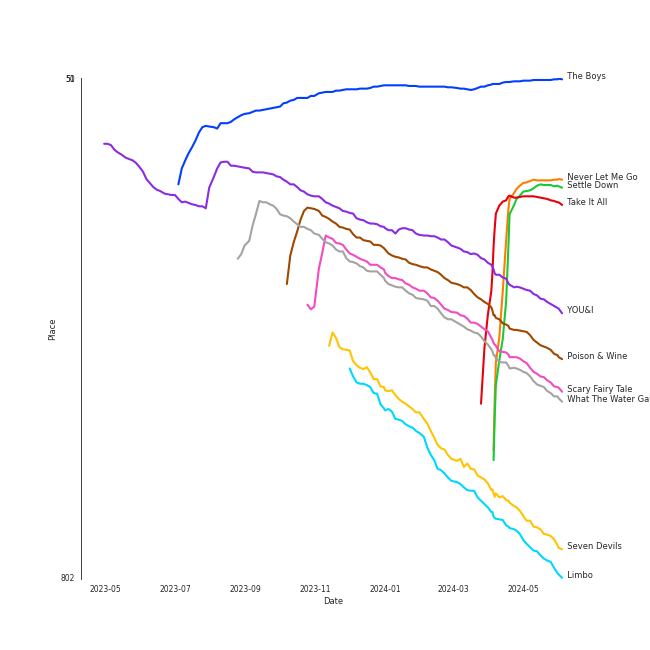 The Boys
Never Let Me Go
Settle Down
Take It All
YOU&I
Poison & Wine
Scary Fairy Tale
What The Water Ga
Seven Devils
Limbo
802
Place
2023-05
2023-07
2023-09
2023-11
2024-01
2024-03
2024-05
Date